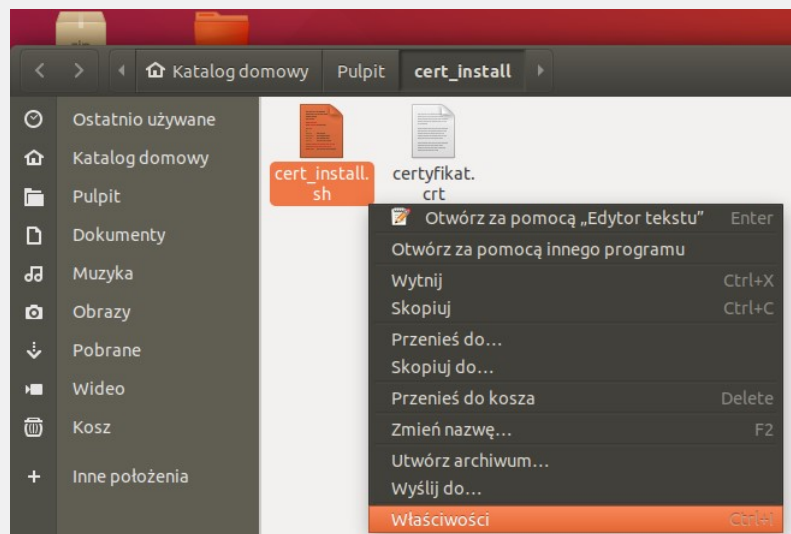 zip
Katalog domowy Pulpit cert_install
Ostatnio używane
Katalog domowy
Pulpit
Dokumenty
Muzyka
Obrazy
Pobrane
Wideo
Kosz
Inne położenia
cert_install.
sh
certyfikat.
crt
Otwórz za pomocą „Edytor tekstu” Enter
Otwórz za pomocą innego programu
Wytnij Ctrl+X
Skopiuj Ctrl+C
Przenieś do…
Skopiuj do…
Przenieś do kosza Delete
Zmień nazwę… F2
Utwórz archiwum…
Wyślij do…
Właściwości Ctrl+I